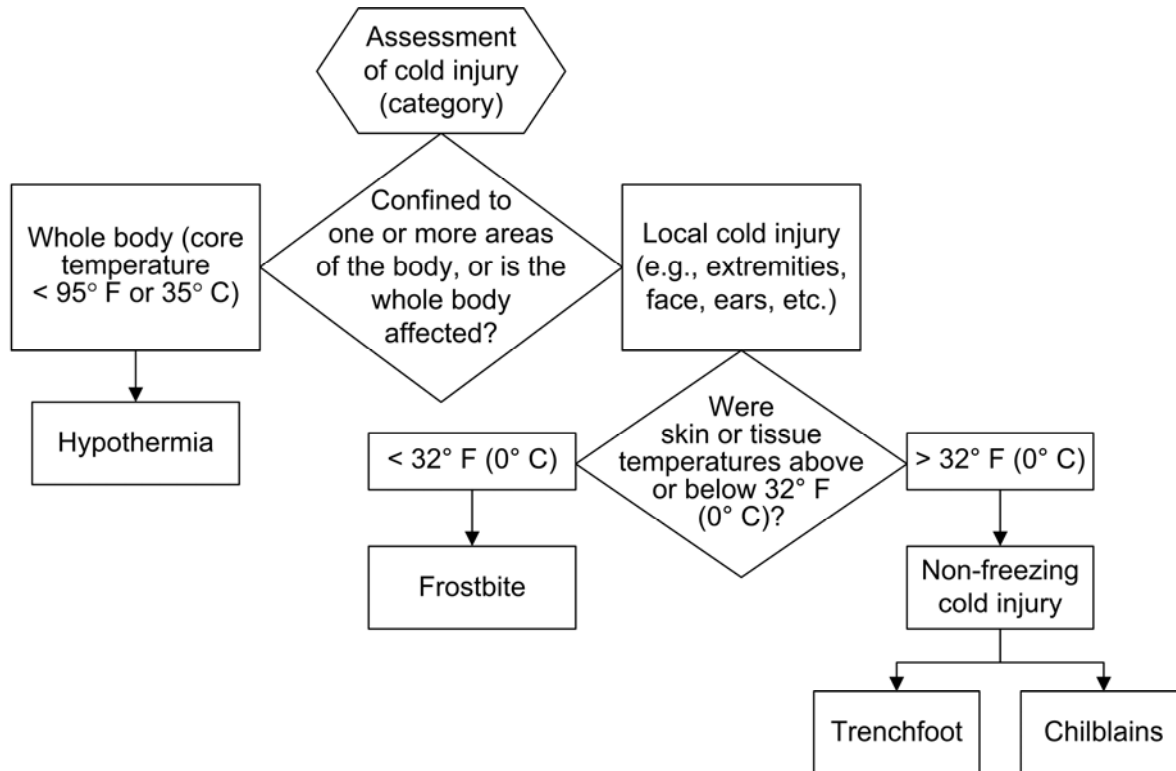 Assessment
of cold injury
(category)
Confined to
one or more areas
of the body, or is the
whole body
affected?
Whole body (core
temperature
< 95° F or 35° C)
Local cold injury
(e.g., extremities,
face, ears, etc.)
Hypothermia
Were
skin or tissue
temperatures above
or below 32° F
(0° C)?
< 32° F (0° C)
> 32° F (0° C)
Frostbite
Non-freezing
cold injury
Trenchfoot
Chilblains